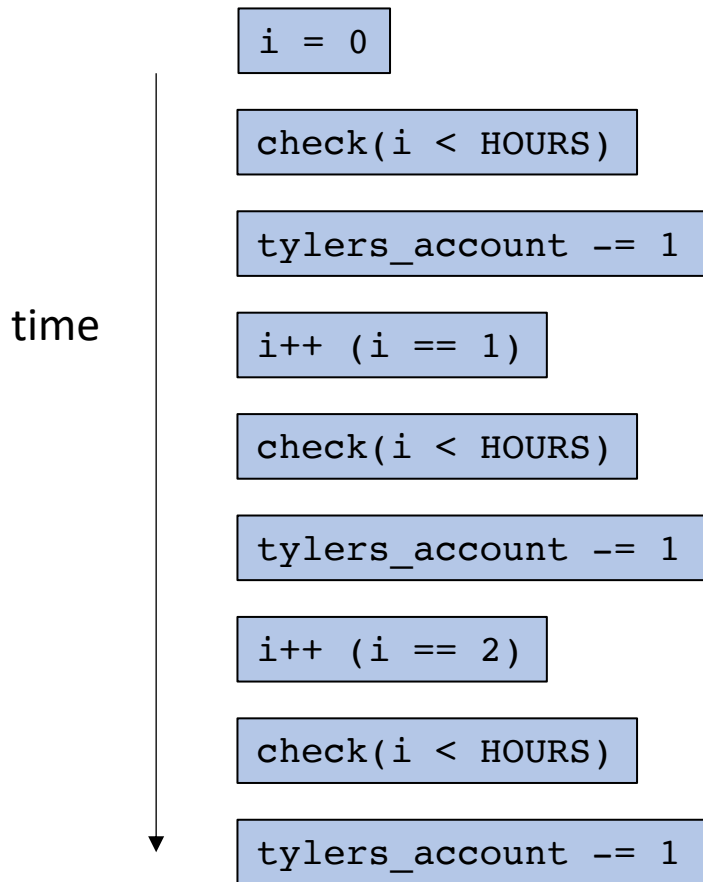 i = 0
check(i < HOURS)
tylers_account -= 1
time
i++ (i == 1)
check(i < HOURS)
tylers_account -= 1
i++ (i == 2)
check(i < HOURS)
tylers_account -= 1